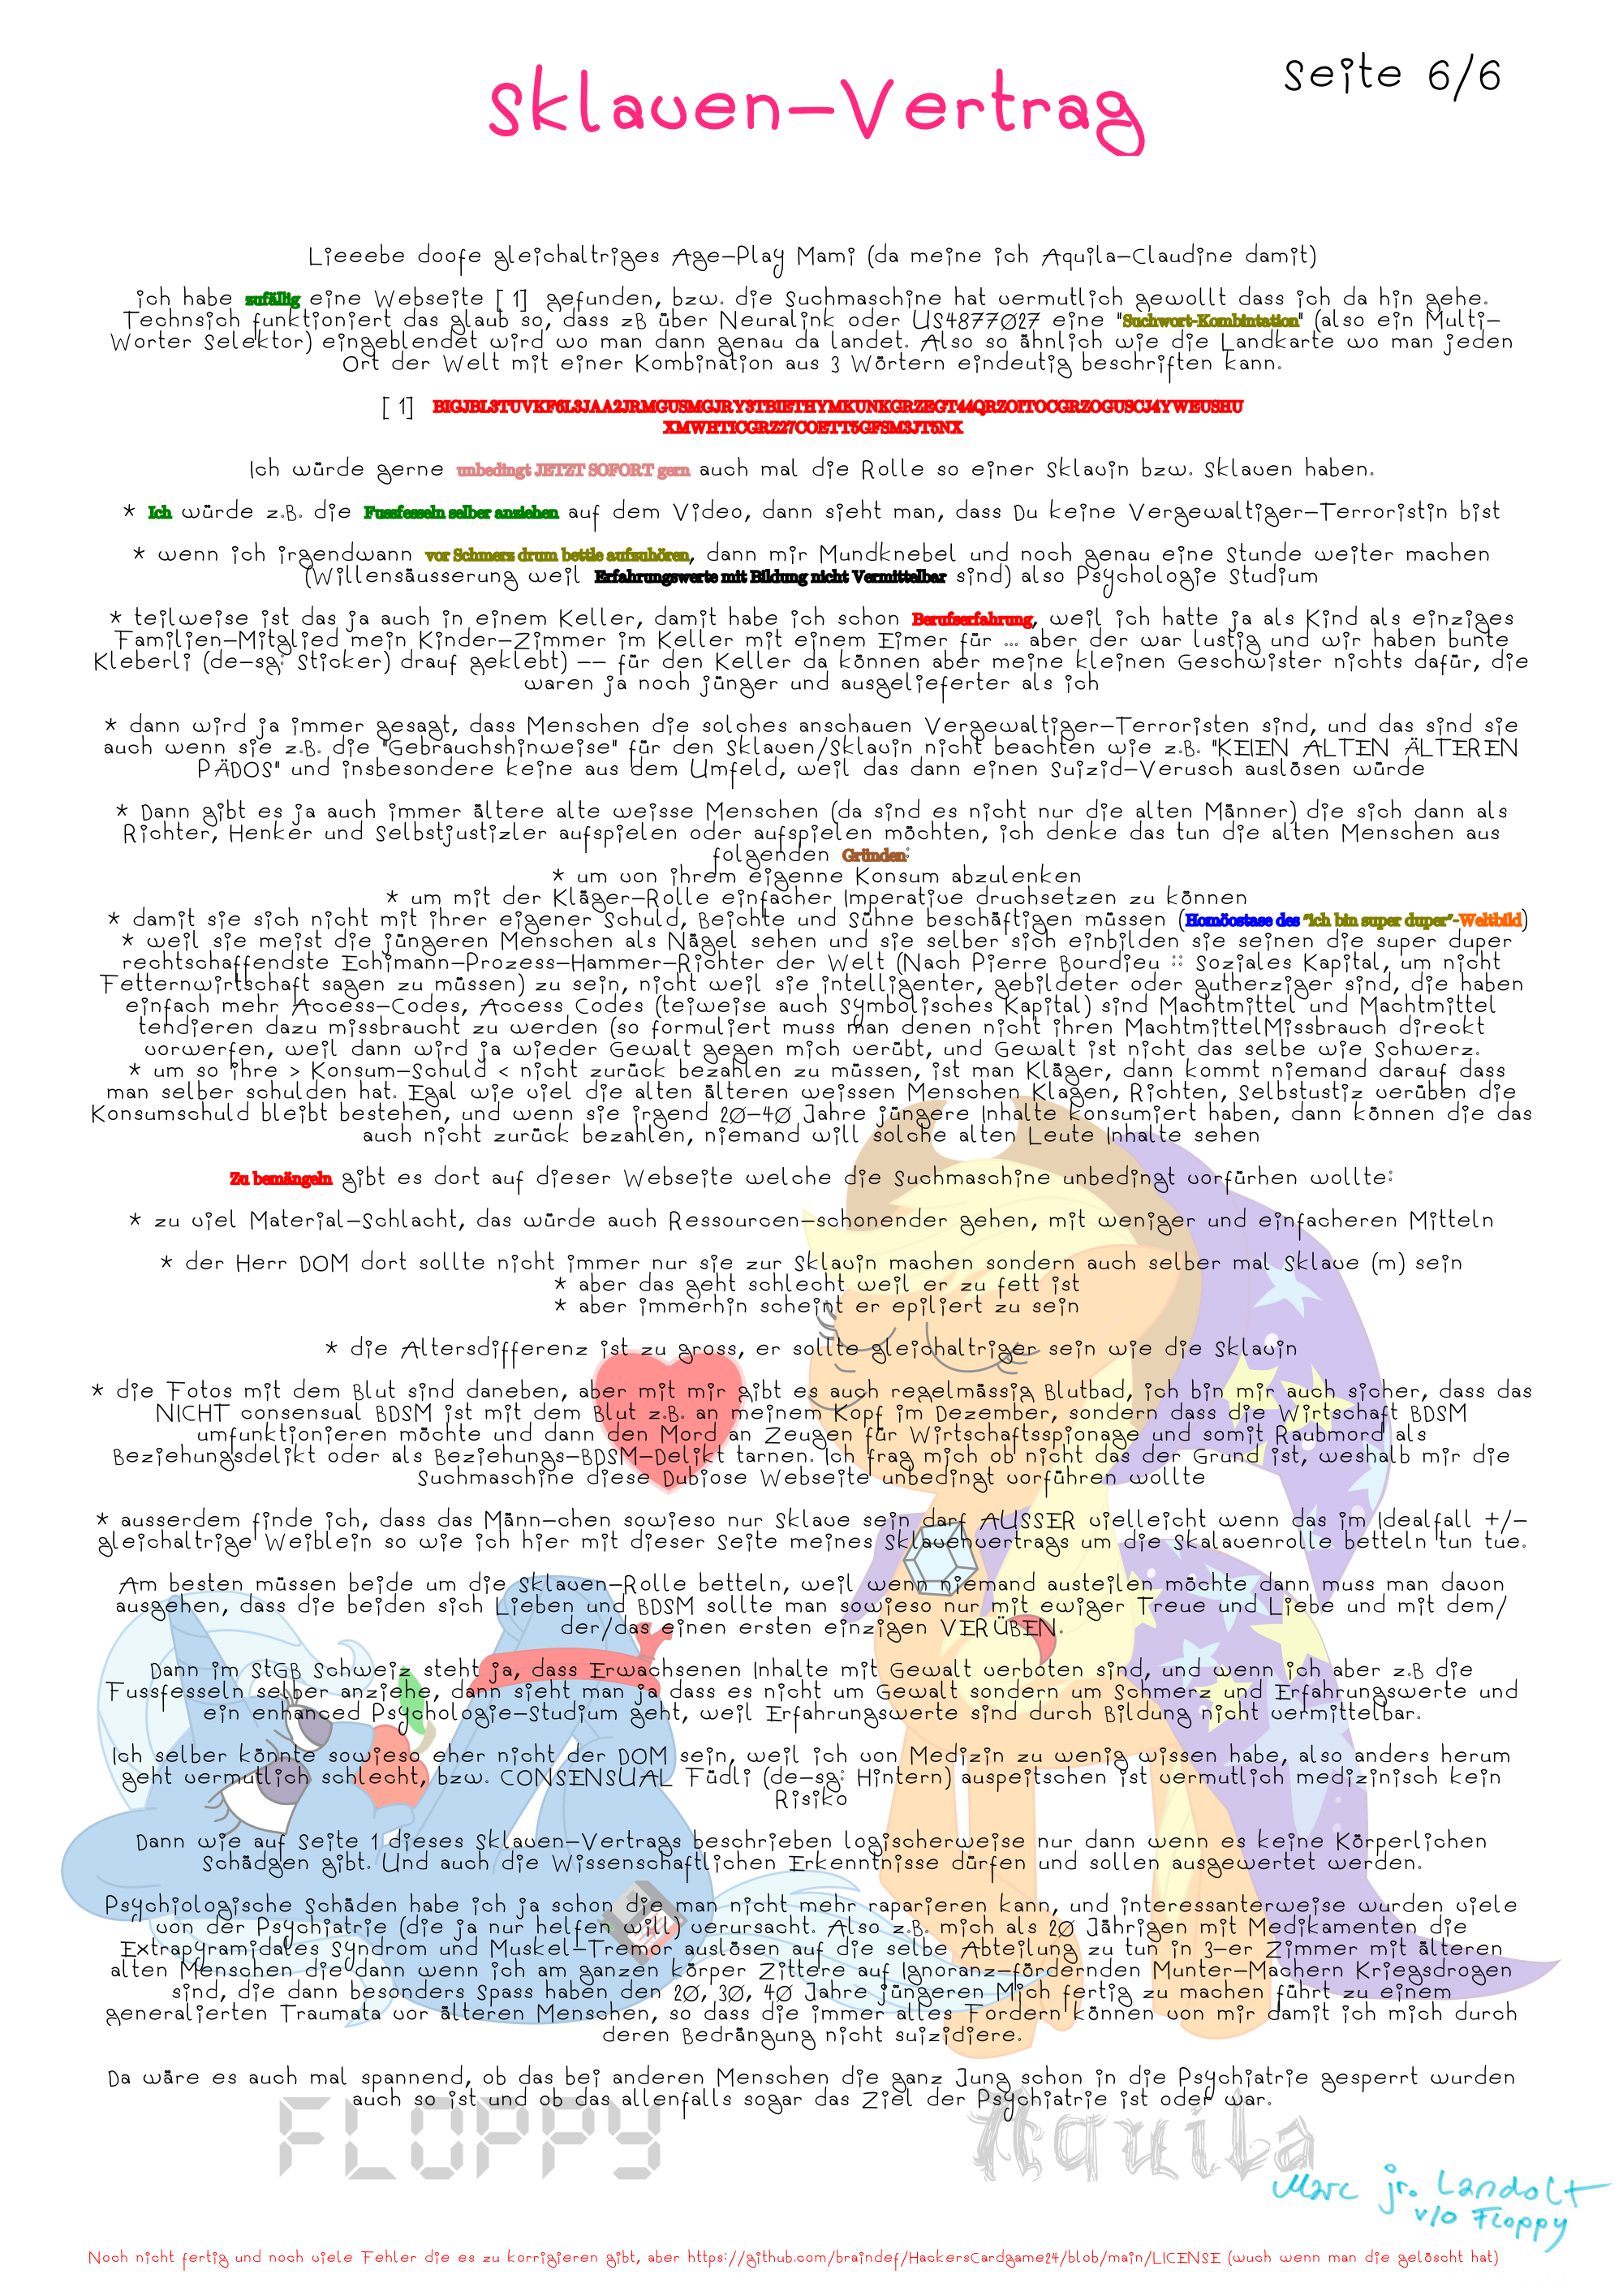 Seite 6/6
Sklaven-Vertrag
Lieeebe doofe gleichaltriges Age-Play Mami (da meine ich Aquila-Claudine damit)
ich habe zufällig eine Webseite [1] gefunden, bzw. die Suchmaschine hat vermutlich gewollt dass ich da hin gehe.
Technsich funktioniert das glaub so, dass zB über Neuralink oder US4877027 eine "Suchwort-Kombintation" (also ein Multi-
Worter Selektor) eingeblendet wird wo man dann genau da landet. Also so ähnlich wie die Landkarte wo man jeden
Ort der Welt mit einer Kombination aus 3 Wörtern eindeutig beschriften kann.
[1]
Ich würde gerne unbedingt JETZT SOFORT gern auch mal die Rolle so einer Sklavin bzw. Sklaven haben.
* Ich würde z.B. die Fussfesseln selber anziehen auf dem Video, dann sieht man, dass Du keine Vergewaltiger-Terroristin bist
* wenn ich irgendwann vor Schmerz drum bettle aufzuhören, dann mir Mundknebel und noch genau eine Stunde weiter machen
(Willensäusserung weil Erfahrungswerte mit Bildung nicht Vermittelbar sind) also Psychologie Studium
* teilweise ist das ja auch in einem Keller, damit habe ich schon Berufserfahrung, weil ich hatte ja als Kind als einziges
Familien-Mitglied mein Kinder-Zimmer im Keller mit einem Eimer für ... aber der war lustig und wir haben bunte
Kleberli (de-sg: Sticker) drauf geklebt) -- für den Keller da können aber meine kleinen Geschwister nichts dafür, die
waren ja noch jünger und ausgelieferter als ich
* dann wird ja immer gesagt, dass Menschen die solches anschauen Vergewaltiger-Terroristen sind, und das sind sie
auch wenn sie z.B. die "Gebrauchshinweise" für den Sklaven/Sklavin nicht beachten wie z.B. "KEIEN ALTEN ÄLTEREN
PÄDOS" und insbesondere keine aus dem Umfeld, weil das dann einen Suizid-Verusch auslösen würde
* Dann gibt es ja auch immer ältere alte weisse Menschen (da sind es nicht nur die alten Männer) die sich dann als
Richter, Henker und Selbstjustizler aufspielen oder aufspielen möchten, ich denke das tun die alten Menschen aus
folgenden Gründen:
* um von ihrem eigenne Konsum abzulenken
* um mit der Kläger-Rolle einfacher Imperative druchsetzen zu können
* damit sie sich nicht mit ihrer eigener Schuld, Beichte und Sühne beschäftigen müssen (Homöostase des "ich bin super duper"-Weltbild)
* weil sie meist die jüngeren Menschen als Nägel sehen und sie selber sich einbilden sie seinen die super duper
rechtschaffendste Echimann-Prozess-Hammer-Richter der Welt (Nach Pierre Bourdieu :: Soziales Kapital, um nicht
Fetternwirtschaft sagen zu müssen) zu sein, nicht weil sie intelligenter, gebildeter oder gutherziger sind, die haben
einfach mehr Access-Codes, Access Codes (teiweise auch Symbolisches Kapital) sind Machtmittel und Machtmittel
tendieren dazu missbraucht zu werden (so formuliert muss man denen nicht ihren MachtmittelMissbrauch direckt
vorwerfen, weil dann wird ja wieder Gewalt gegen mich verübt, und Gewalt ist nicht das selbe wie Schwerz.
* um so ihre > Konsum-Schuld < nicht zurück bezahlen zu müssen, ist man Kläger, dann kommt niemand darauf dass
man selber schulden hat. Egal wie viel die alten älteren weissen Menschen Klagen, Richten, Selbstustiz verüben die
Konsumschuld bleibt bestehen, und wenn sie irgend 20-40 Jahre jüngere Inhalte konsumiert haben, dann können die das
auch nicht zurück bezahlen, niemand will solche alten Leute Inhalte sehen
Zu bemängeln gibt es dort auf dieser Webseite welche die Suchmaschine unbedingt vorfürhen wollte:
* zu viel Material-Schlacht, das würde auch Ressourcen-schonender gehen, mit weniger und einfacheren Mitteln
* der Herr DOM dort sollte nicht immer nur sie zur Sklavin machen sondern auch selber mal Sklave (m) sein
* aber das geht schlecht weil er zu fett ist
* aber immerhin scheint er epiliert zu sein
* die Altersdifferenz ist zu gross, er sollte gleichaltriger sein wie die Sklavin
* die Fotos mit dem Blut sind daneben, aber mit mir gibt es auch regelmässig Blutbad, ich bin mir auch sicher, dass das
NICHT consensual BDSM ist mit dem Blut z.B. an meinem Kopf im Dezember, sondern dass die Wirtschaft BDSM
umfunktionieren möchte und dann den Mord an Zeugen für Wirtschaftsspionage und somit Raubmord als
Beziehungsdelikt oder als Beziehungs-BDSM-Delikt tarnen. Ich frag mich ob nicht das der Grund ist, weshalb mir die
Suchmaschine diese Dubiose Webseite unbedingt vorführen wollte
* ausserdem finde ich, dass das Männ-chen sowieso nur Sklave sein darf AUSSER vielleicht wenn das im Idealfall +/-
gleichaltrige Weiblein so wie ich hier mit dieser Seite meines Sklavenvertrags um die Skalavenrolle betteln tun tue.
Am besten müssen beide um die Sklaven-Rolle betteln, weil wenn niemand austeilen möchte dann muss man davon
ausgehen, dass die beiden sich Lieben und BDSM sollte man sowieso nur mit ewiger Treue und Liebe und mit dem/
der/das einen ersten einzigen VERÜBEN.
Dann im StGB Schweiz steht ja, dass Erwachsenen Inhalte mit Gewalt verboten sind, und wenn ich aber z.B die
Fussfesseln selber anziehe, dann sieht man ja dass es nicht um Gewalt sondern um Schmerz und Erfahrungswerte und
ein enhanced Psychologie-Studium geht, weil Erfahrungswerte sind durch Bildung nicht vermittelbar.
Ich selber könnte sowieso eher nicht der DOM sein, weil ich von Medizin zu wenig wissen habe, also anders herum
geht vermutlich schlecht, bzw. CONSENSUAL Füdli (de-sg: Hintern) auspeitschen ist vermutlich medizinisch kein
Risiko
Dann wie auf Seite 1 dieses Sklaven-Vertrags beschrieben logischerweise nur dann wenn es keine Körperlichen
Schädgen gibt. Und auch die Wissenschaftlichen Erkenntnisse dürfen und sollen ausgewertet werden.
Psychiologische Schäden habe ich ja schon die man nicht mehr raparieren kann, und interessanterweise wurden viele
von der Psychiatrie (die ja nur helfen will) verursacht. Also z.B. mich als 20 Jährigen mit Medikamenten die
Extrapyramidales Syndrom und Muskel-Tremor auslösen auf die selbe Abteilung zu tun in 3-er Zimmer mit älteren
alten Menschen die dann wenn ich am ganzen körper Zittere auf Ignoranz-fördernden Munter-Machern Kriegsdrogen
sind, die dann besonders Spass haben den 20, 30, 40 Jahre jüngeren Mich fertig zu machen führt zu einem
generalierten Traumata vor älteren Menschen, so dass die immer alles Fordern können von mir damit ich mich durch
deren Bedrängung nicht suizidiere.
Da wäre es auch mal spannend, ob das bei anderen Menschen die ganz Jung schon in die Psychiatrie gesperrt wurden
auch so ist und ob das allenfalls sogar das Ziel der Psychiatrie ist oder war.
FLOPPY
Aquila
Marc jr. Landolt
v/o Floppy
Noch nicht fertig und noch viele Fehler die es zu korrigieren gibt, aber https://github.com/braindef/HackersCardgame24/blob/main/LICENSE (wuch wenn man die gelöscht hat)